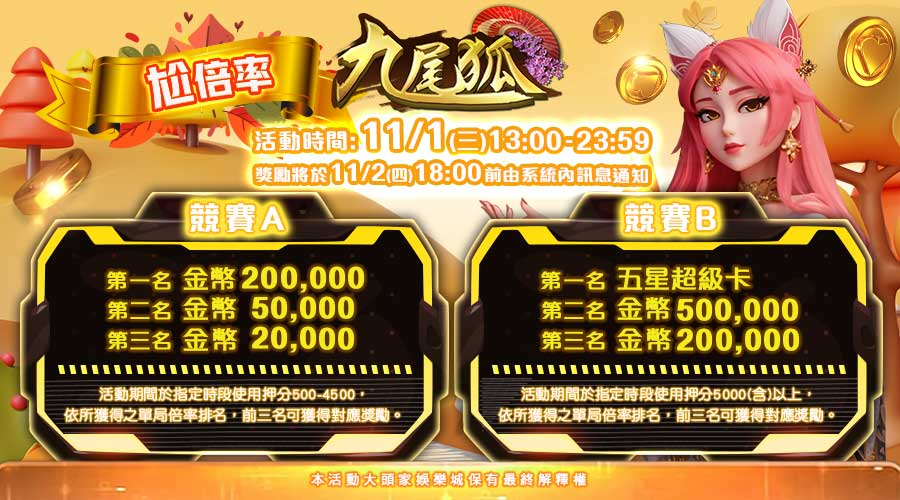 尬倍率
九尾狐
活動時間:11/1(三)13:00-23:59
獎勵將於11/2(四)18:00前由系統內訊息通知
競賽A
第一名 金幣 200,000
第二名 金幣 50,000
第三名 金幣 20,000
活動期間於指定時段使用押分500-4500，
依所獲得之單局倍率排名，前三名可獲得對應獎勵。
競賽B
第一名 五星超級卡
第二名 金幣 500,000
第三名 金幣 200,000
活動期間於指定時段使用押分5000(含)以上，
依所獲得之單局倍率排名，前三名可獲得對應獎勵。
本活動大頭家娛樂城保有最終解釋權